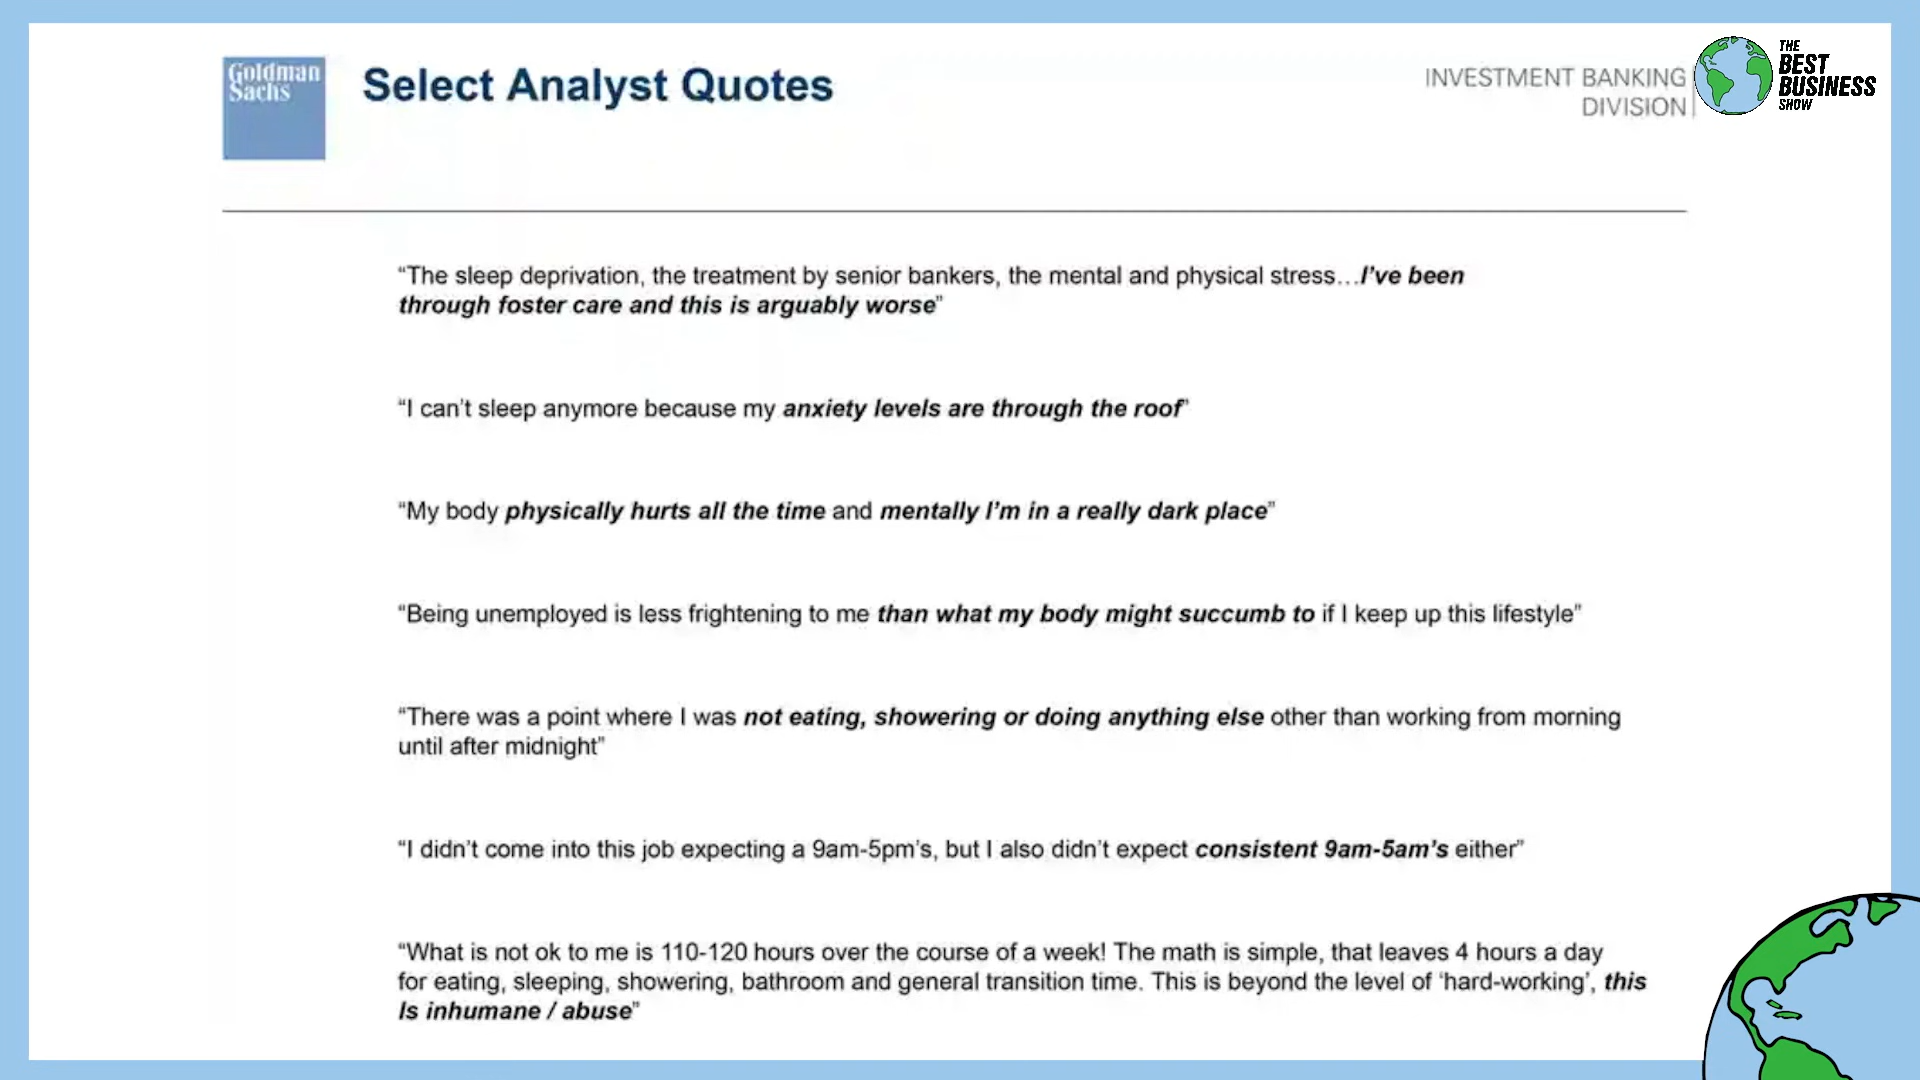 Goldman
Sachs
Select Analyst Quotes
INVESTMENT BANKING
DIVISION
THE
BEST
BUSINESS
SHOW
“The sleep deprivation, the treatment by senior bankers, the mental and physical stress…I’ve been
through foster care and this is arguably worse”
“I can’t sleep anymore because my anxiety levels are through the roof”
“My body physically hurts all the time and mentally I’m in a really dark place”
“Being unemployed is less frightening to me than what my body might succumb to if I keep up this lifestyle”
“There was a point where I was not eating, showering or doing anything else other than working from morning
until after midnight”
“I didn’t come into this job expecting a 9am-5pm’s, but I also didn’t expect consistent 9am-5am’s either”
“What is not ok to me is 110-120 hours over the course of a week! The math is simple, that leaves 4 hours a day
for eating, sleeping, showering, bathroom and general transition time. This is beyond the level of ‘hard-working’, this
Is inhumane / abuse”